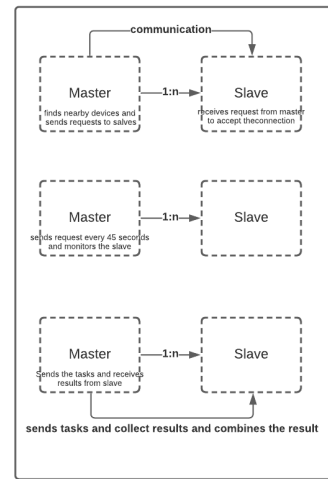 communication
Master
finds nearby devices and
sends requests to salves
1:n
Slave
receives request from master
to accept theconnection
Master
sends request every 45 seconds
and monitors the slave
1:n
Slave
Master
Sends the tasks and receives
results from slave
1:n
Slave
sends tasks and collect results and combines the result